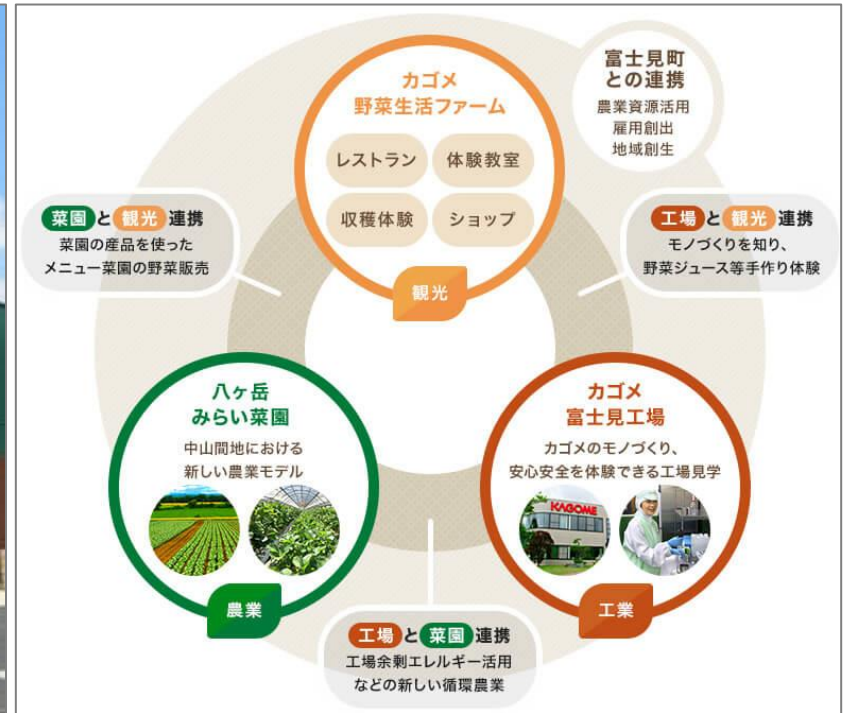 カゴメ
野菜生活ファーム
レストラン
体験教室
収穫体験
ショップ
観光
富士見町
との連携
農業資源活用
雇用創出
地域創生
菜園と観光連携
菜園の産品を使った
メニュー菜園の野菜販売
工場と観光連携
モノづくりを知り、
野菜ジュース等手作り体験
八ヶ岳
みらい菜園
中山間地における
新しい農業モデル
農業
カゴメ
富士見工場
カゴメのモノづくり、
安心安全を体験できる工場見学
KAGOME
工業
工場と菜園連携
工場余剰エレルギー活用
などの新しい循環農業